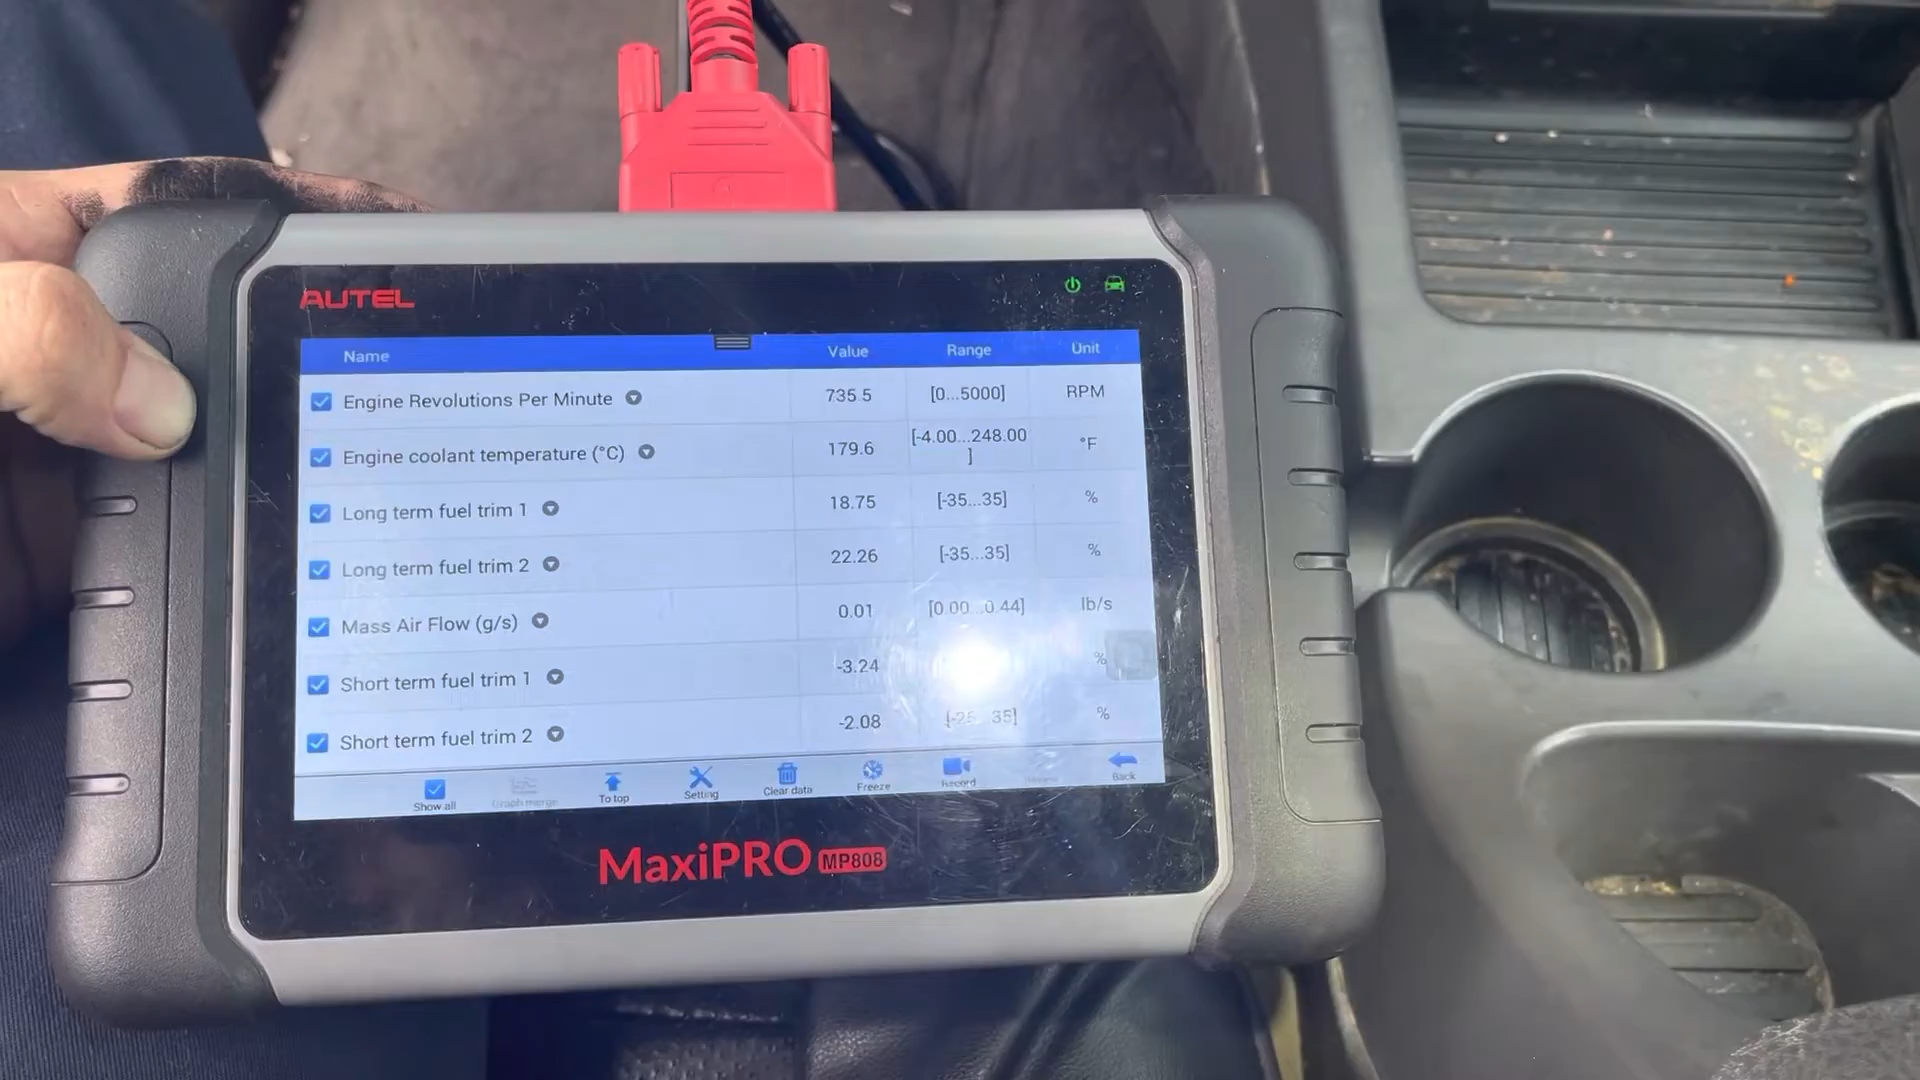 AUTEL
Name Value Range Unit
Engine Revolutions Per Minute 735.5 [0...5000] RPM
Engine coolant temperature (°C) 179.6 [-4.00...248.00 °F
]
Long term fuel trim 1 18.75 [-35...35] %
Long term fuel trim 2 22.26 [-35...35] %
Mass Air Flow (g/s) 0.01 [0.00...0.44] lb/s
Short term fuel trim 1 -3.24 %
Short term fuel trim 2 -2.08 %
Show all Graph merge To top Setting Clear data Freeze Record Back
MaxiPRO MP808